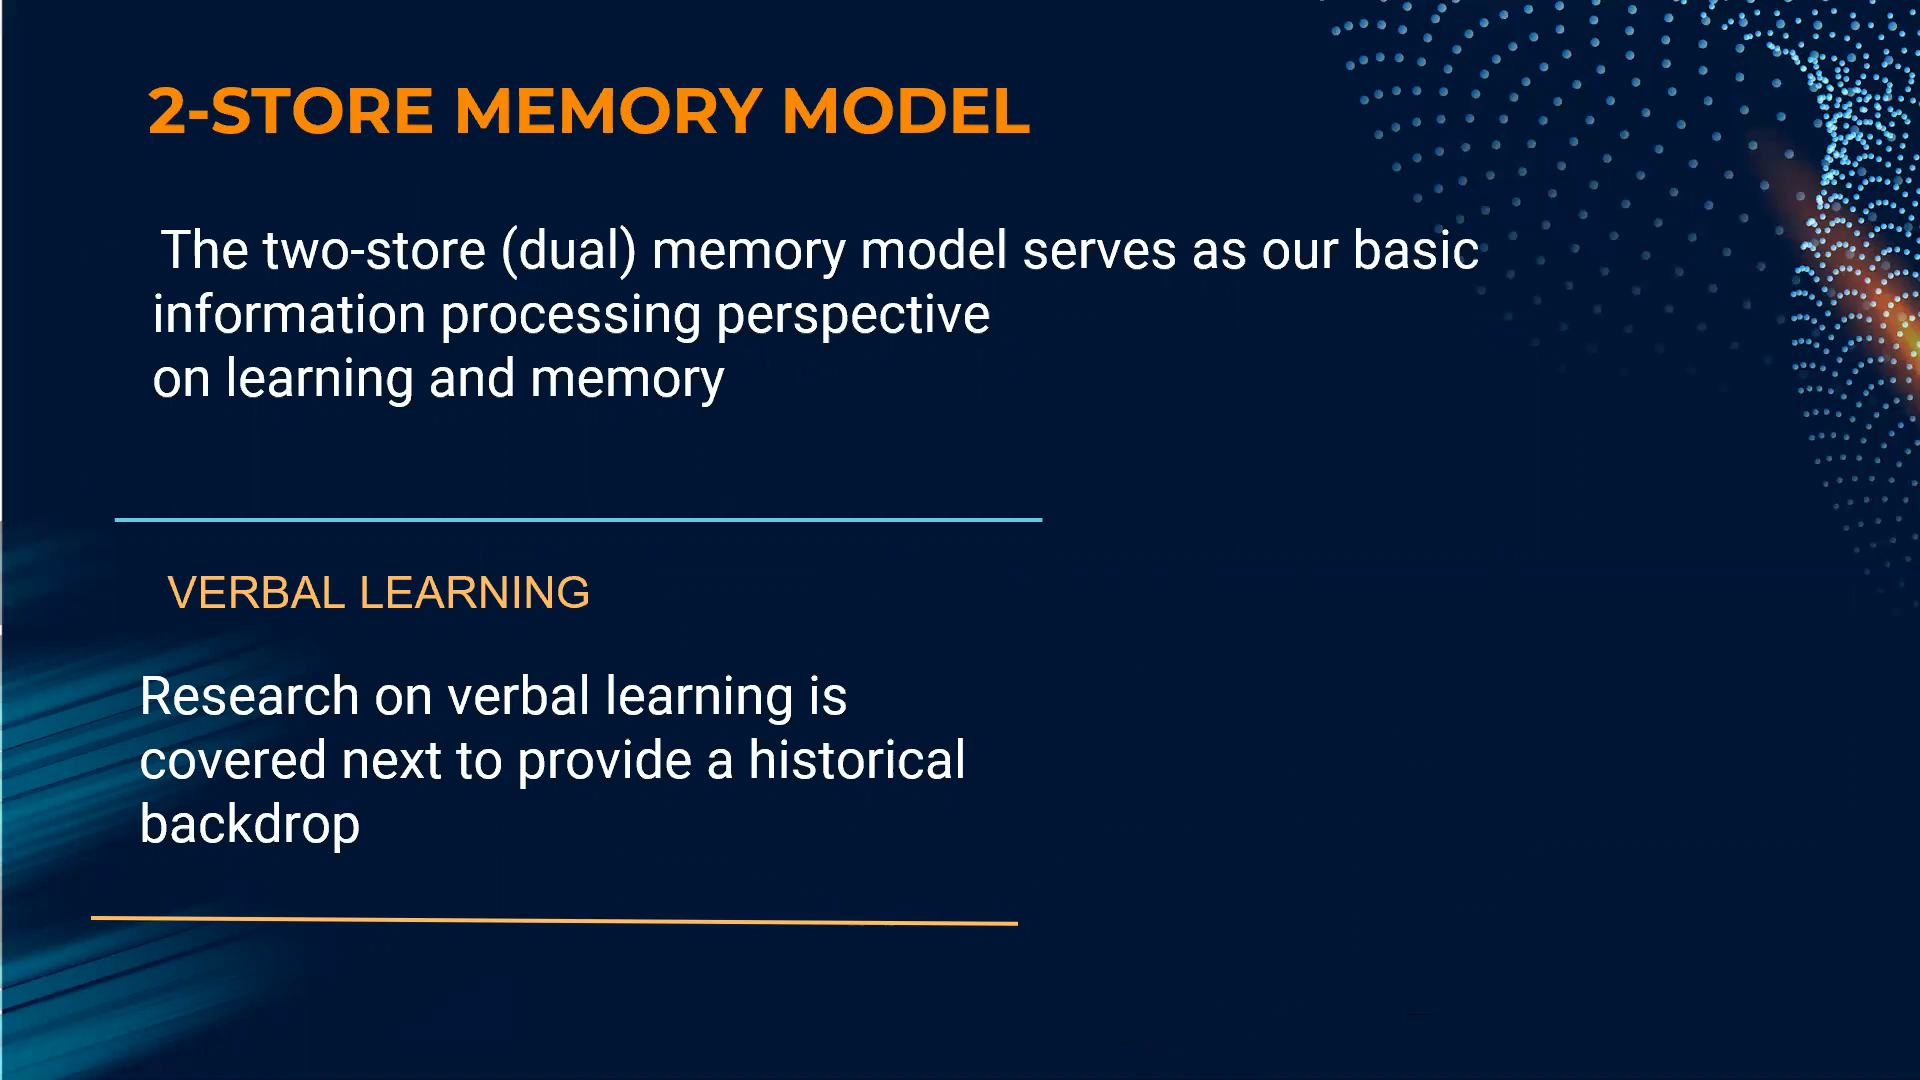 2-STORE MEMORY MODEL
The two-store (dual) memory model serves as our basic
information processing perspective
on learning and memory
VERBAL LEARNING
Research on verbal learning is
covered next to provide a historical
backdrop